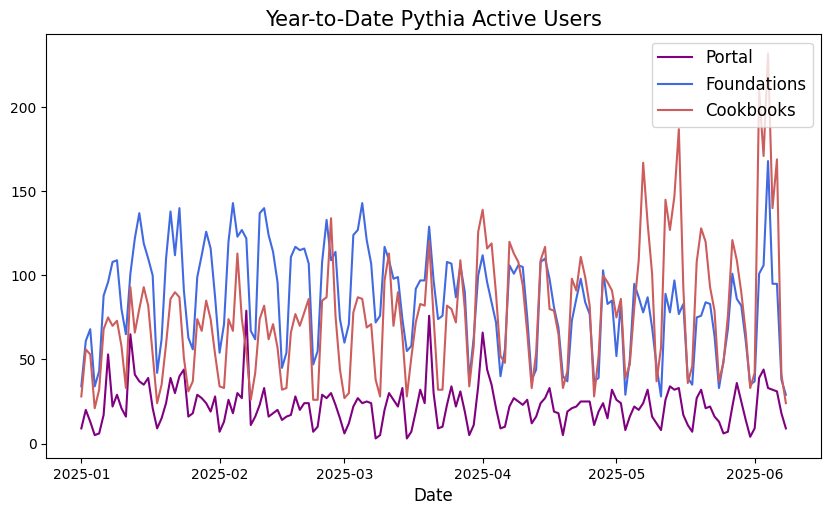 Year-to-Date Pythia Active Users
Portal
Foundations
Cookbooks
200
150
100
50
0
2025-01
2025-02
2025-03
2025-04
2025-05
2025-06
Date